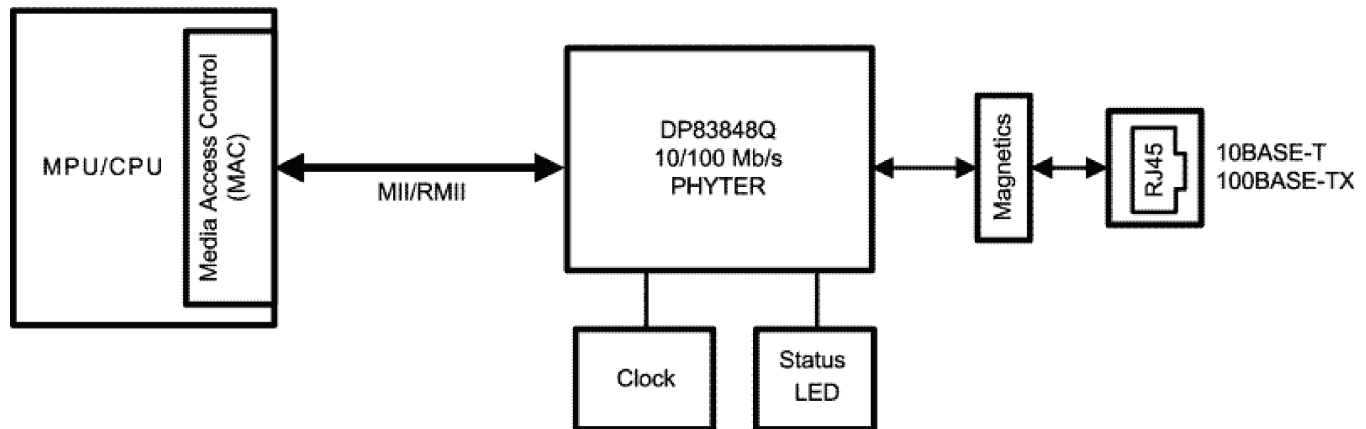 MPU/CPU
Media Access Control
(MAC)
MII/RMII
DP83848Q
10/100 Mb/s
PHYTER
Magnetics
RJ45
10BASE-T
100BASE-TX
Clock
Status
LED